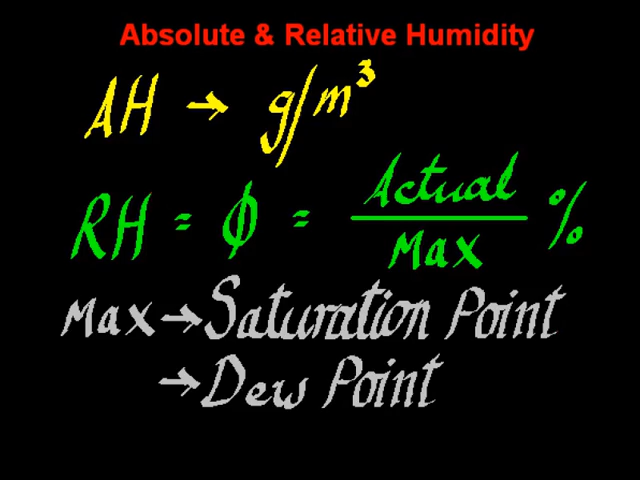 Absolute & Relative Humidity
AH → g/m³
RH = ϕ = Actual / Max %
Max → Saturation Point
→ Dew Point